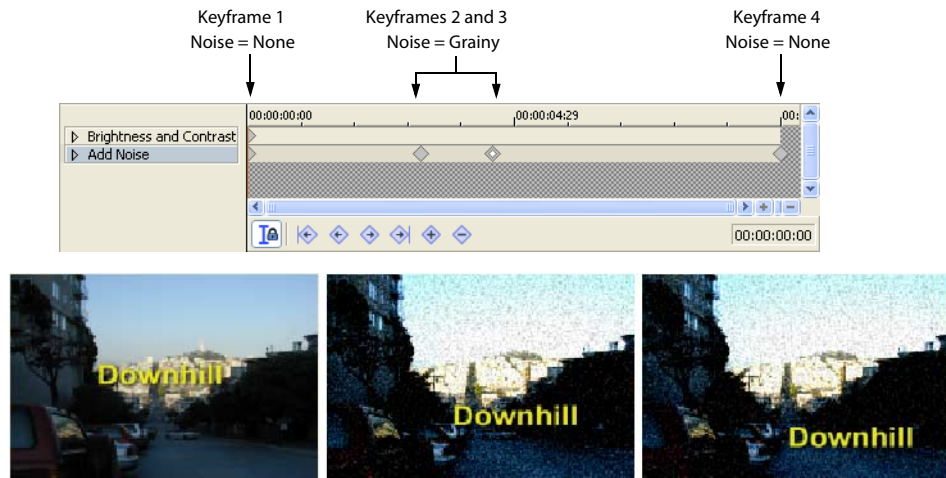 Keyframe 1
Noise = None
Keyframes 2 and 3
Noise = Grainy
Keyframe 4
Noise = None
00:00:00:00
00:00:04:29
00:
Brightness and Contrast
Add Noise
00:00:00:00
Downhill
Downhill
Downhill